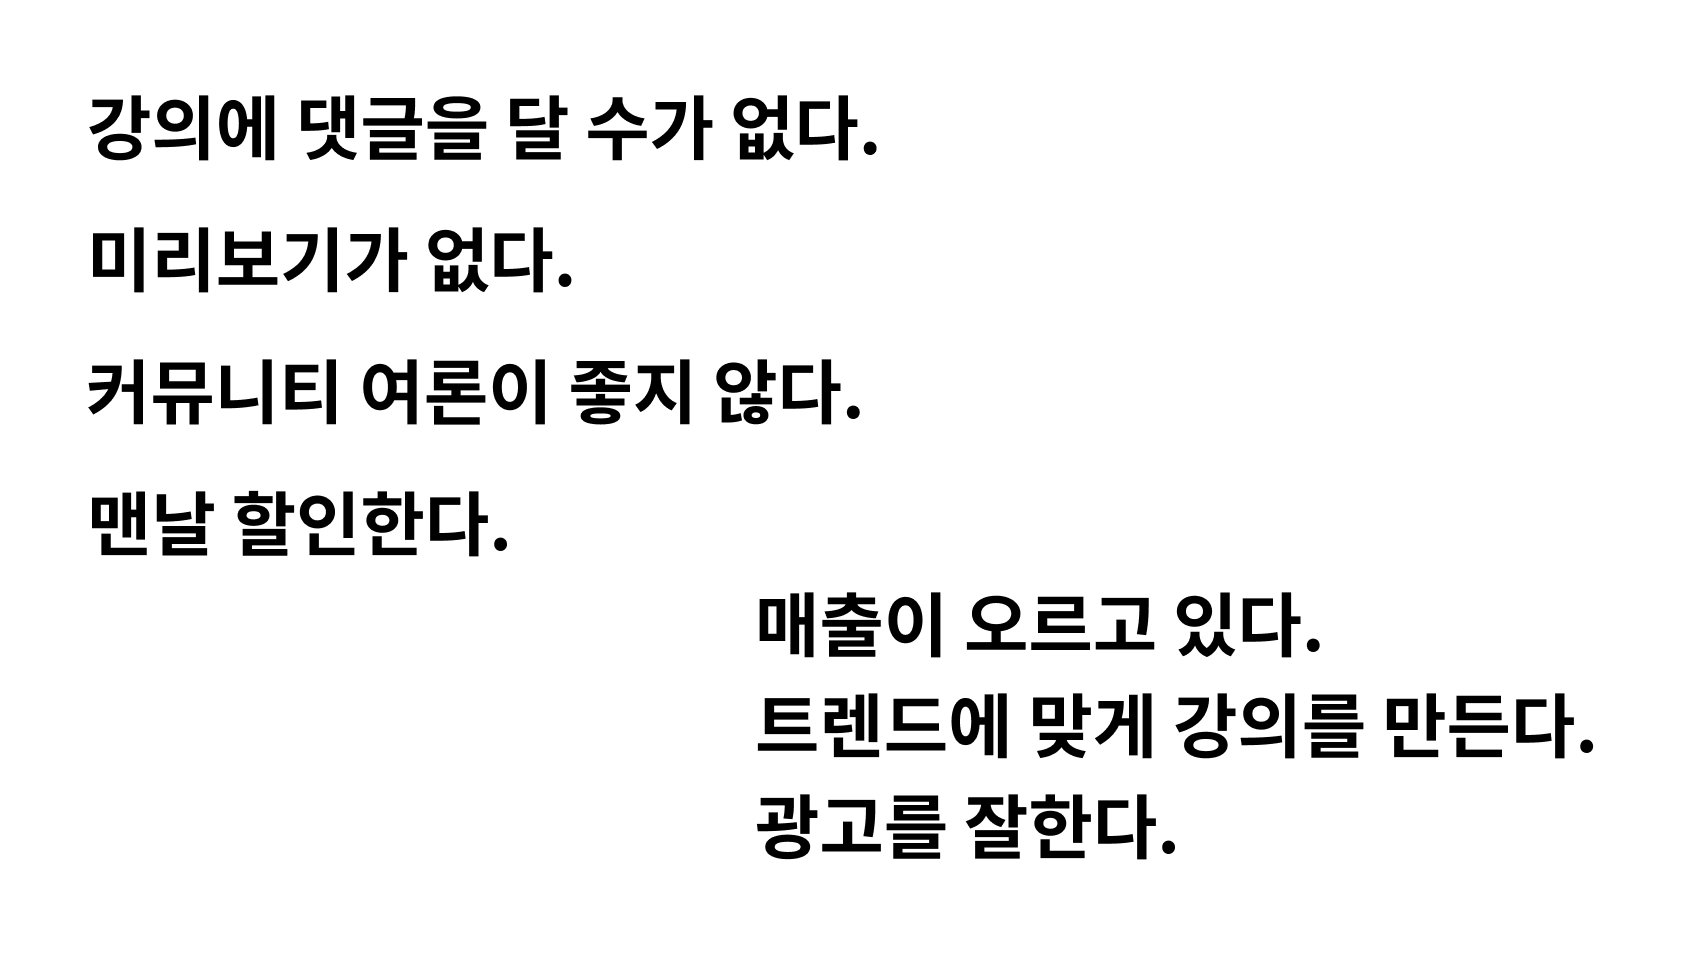 강의에 댓글을 달 수가 없다.
미리보기가 없다.
커뮤니티 여론이 좋지 않다.
맨날 할인한다.
매출이 오르고 있다.
트렌드에 맞게 강의를 만든다.
광고를 잘한다.